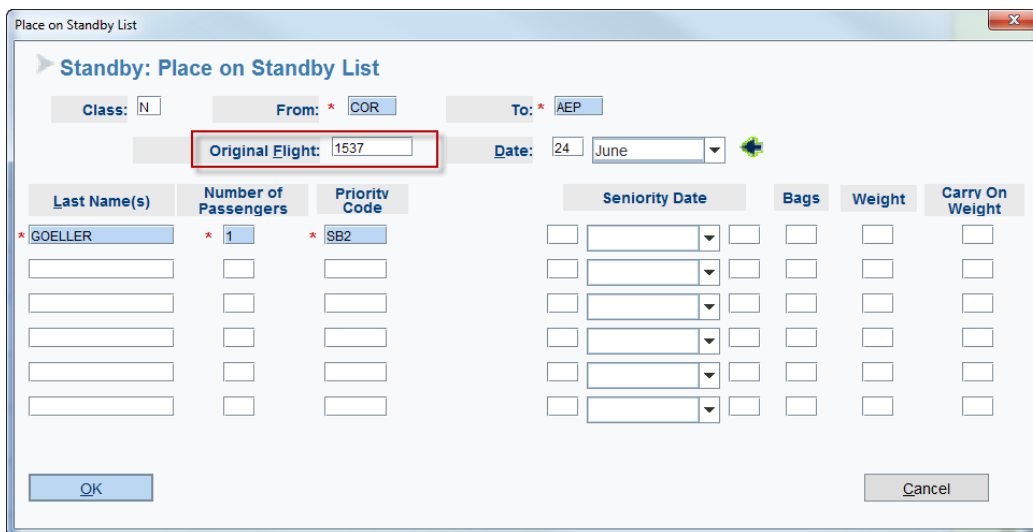 Place on Standby List
x
Standby: Place on Standby List
Class: N From: * COR To: * AEP
Original Flight: 1537 Date: 24 June
Last Name(s) Number of Passengers Priority Code Seniority Date Bags Weight Carry On Weight
* GOELLER * 1 * SB2
OK Cancel